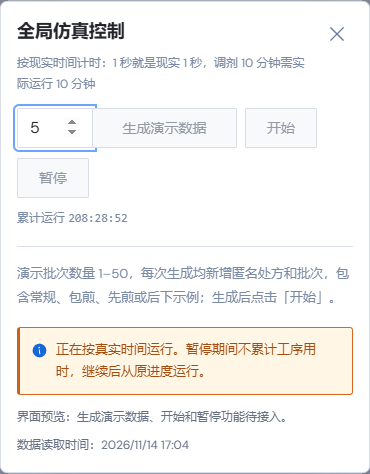 全局仿真控制
按现实时间计时：1 秒就是现实 1 秒，调剂 10 分钟需实
际运行 10 分钟
5 生成演示数据 开始
暂停
累计运行 208:28:52
演示批次数量 1–50，每次生成均新增匿名处方和批次，包
含常规、包煎、先煎或后下示例；生成后点击「开始」。
正在按真实时间运行。暂停期间不累计工序用
时，继续后从原进度运行。
界面预览：生成演示数据、开始和暂停功能待接入。
数据读取时间：2026/11/14 17:04